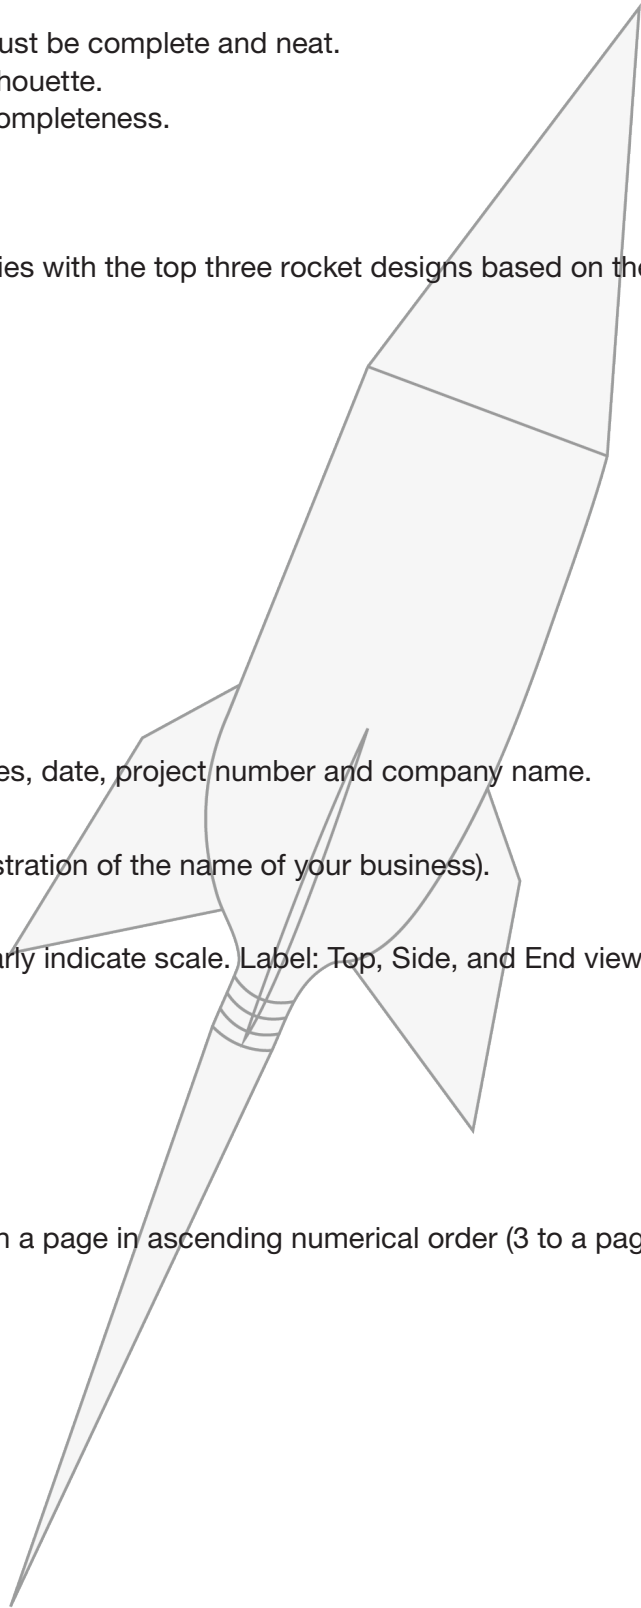 ust be complete and neat.
houette.
ompleteness.
ies with the top three rocket designs based on the
es, date, project number and company name.
stration of the name of your business).
arly indicate scale. Label: Top, Side, and End view
n a page in ascending numerical order (3 to a pag